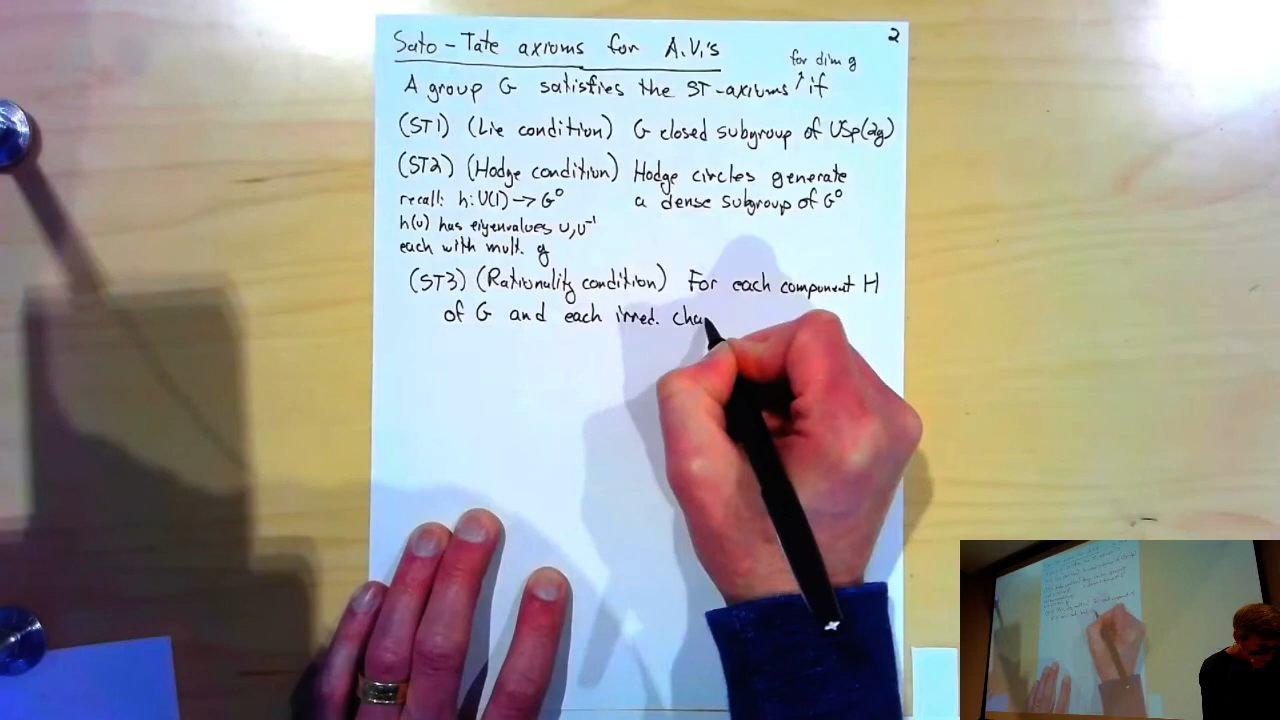 2
Sato-Tate axioms for A.V.'s
for dim g
A group G satisfies the ST-axioms ↑ if
(ST1) (Lie condition) G closed subgroup of USp(2g)
(ST2) (Hodge condition) Hodge circles generate
recall: h: U(1) → G⁰ a dense subgroup of G⁰
h(u) has eigenvalues u, u⁻¹
each with mult. g
(ST3) (Rationality condition) For each component H
of G and each irred. cha